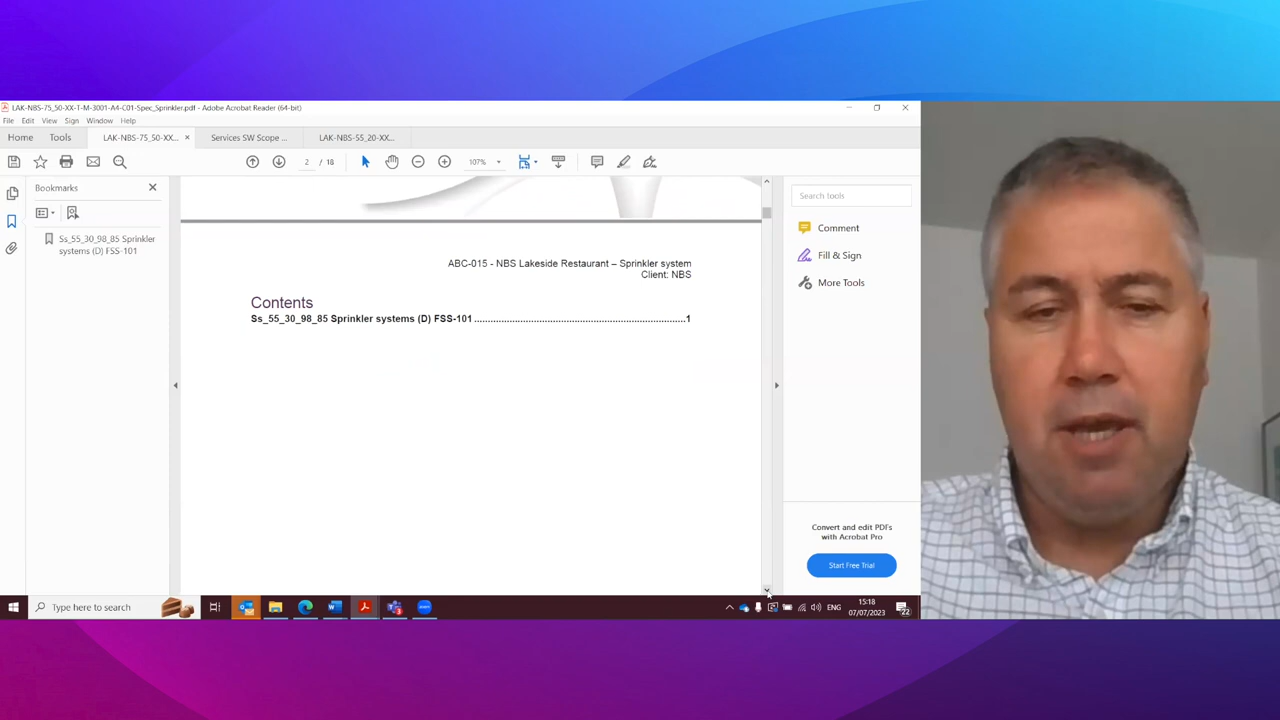 LAK-NBS-75_50-XX-T-M-3001-A4-C01-Spec_Sprinkler.pdf - Adobe Acrobat Reader (64-bit)
File Edit View Sign Window Help
Home Tools LAK-NBS-75_50-XX... × Services SW Scope ... LAK-NBS-55_20-XX...
2 / 18 107%
Bookmarks
Search tools
Comment
Fill & Sign
More Tools
Ss_55_30_98_85 Sprinkler
systems (D) FSS-101
ABC-015 - NBS Lakeside Restaurant – Sprinkler system
Client: NBS
Contents
Ss_55_30_98_85 Sprinkler systems (D) FSS-101........................................................................1
Convert and edit PDFs
with Acrobat Pro
Start Free Trial
Type here to search
ENG
15:18
07/07/2023
22